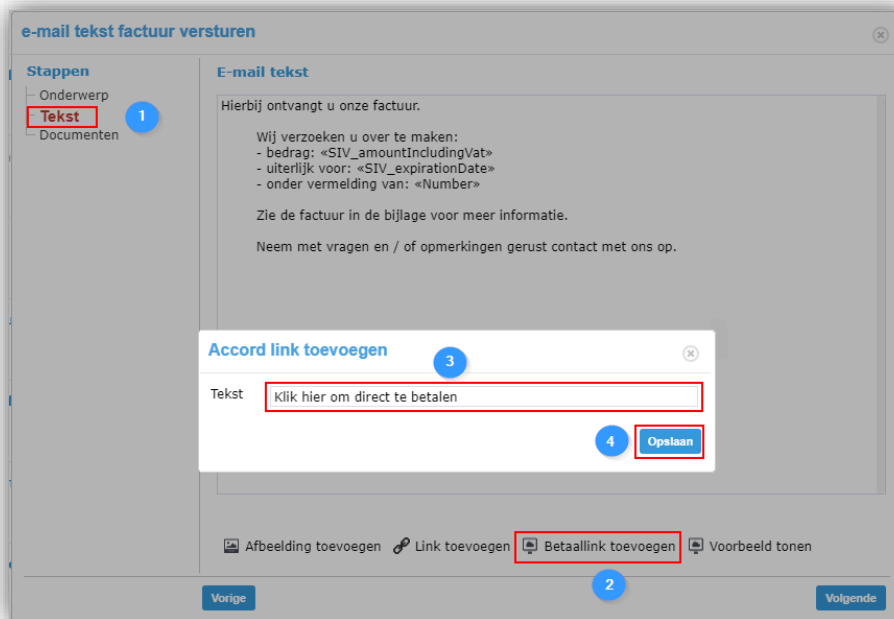 e-mail tekst factuur versturen
Stappen
Onderwerp
Tekst
1
Documenten
E-mail tekst
Hierbij ontvangt u onze factuur.
Wij verzoeken u over te maken:
- bedrag: «SIV_amountIncludingVat»
- uiterlijk voor: «SIV_expirationDate»
- onder vermelding van: «Number»
Zie de factuur in de bijlage voor meer informatie.
Neem met vragen en / of opmerkingen gerust contact met ons op.
Accord link toevoegen
3
Tekst
Klik hier om direct te betalen
4
Opslaan
Afbeelding toevoegen Link toevoegen Betaallink toevoegen Voorbeeld tonen
2
Vorige
Volgende